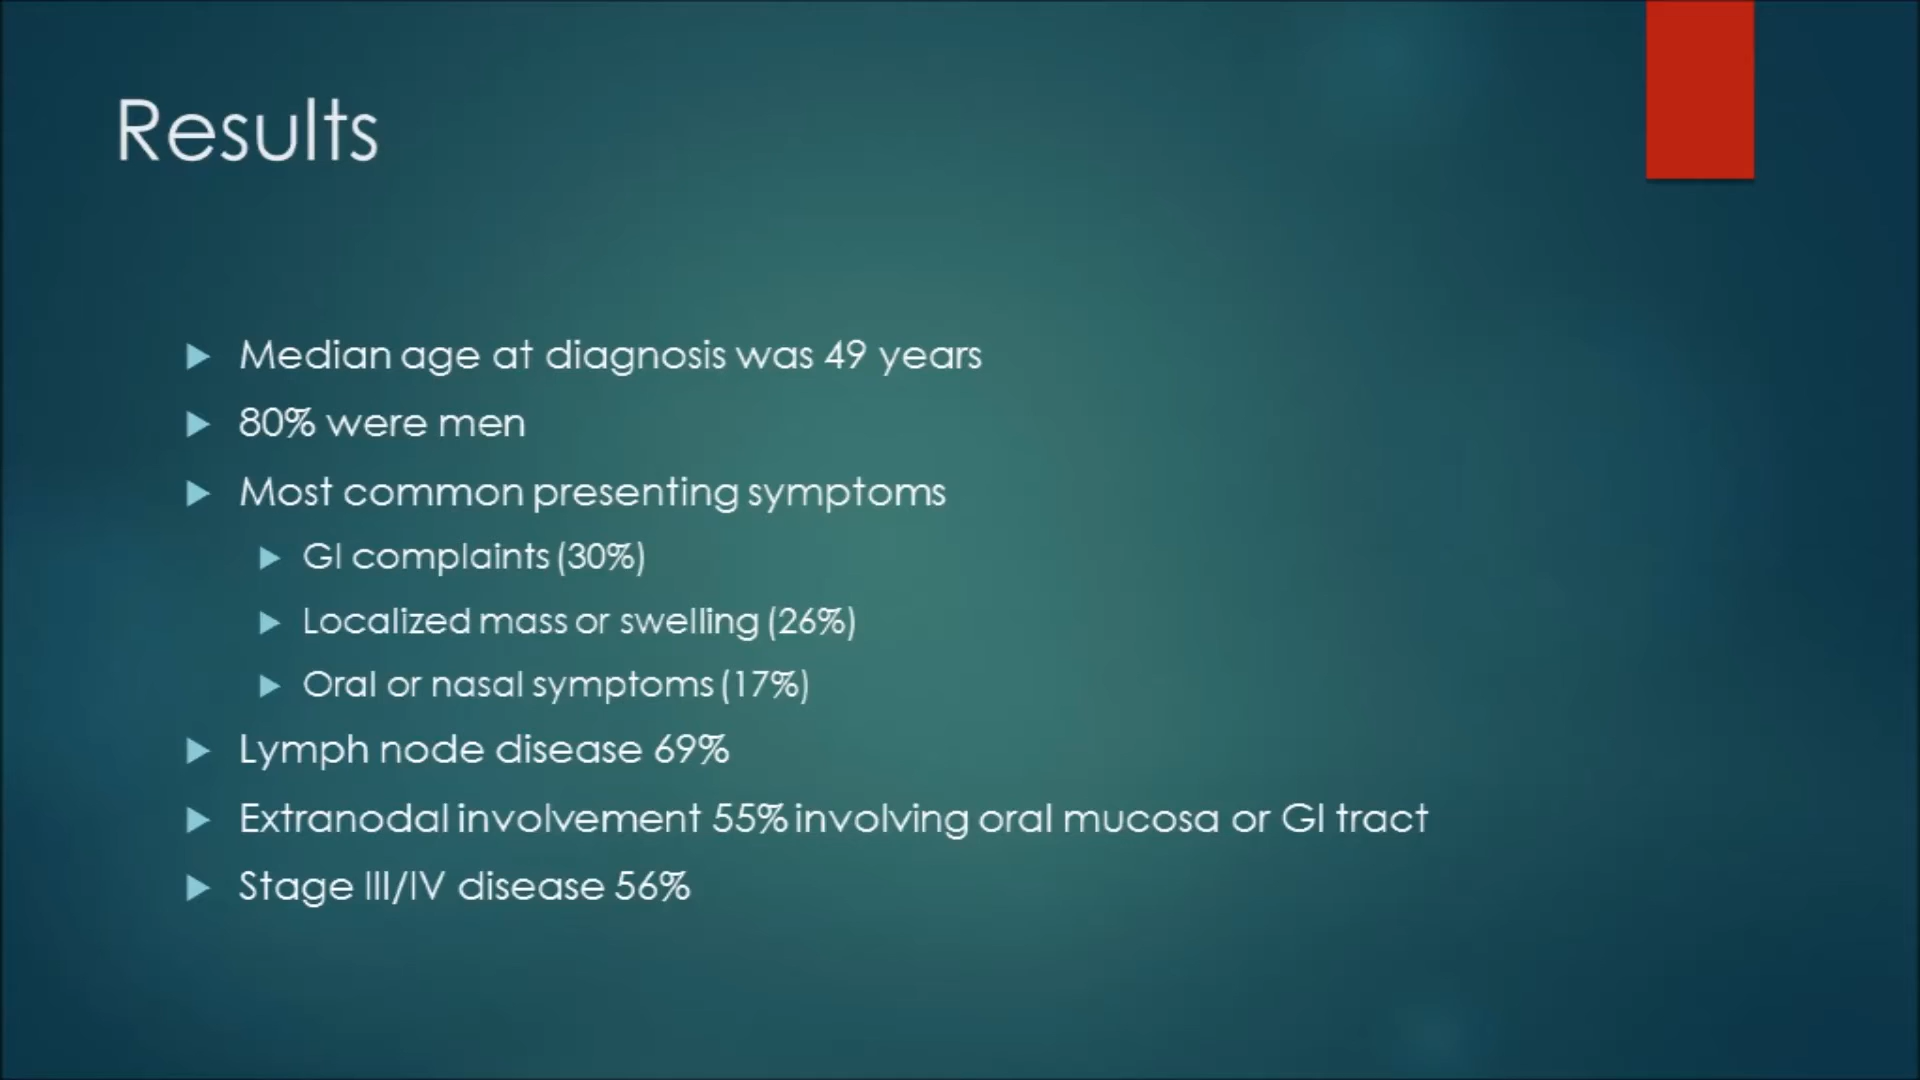 Results
Median age at diagnosis was 49 years
80% were men
Most common presenting symptoms
GI complaints (30%)
Localized mass or swelling (26%)
Oral or nasal symptoms (17%)
Lymph node disease 69%
Extranodal involvement 55% involving oral mucosa or GI tract
Stage III/IV disease 56%